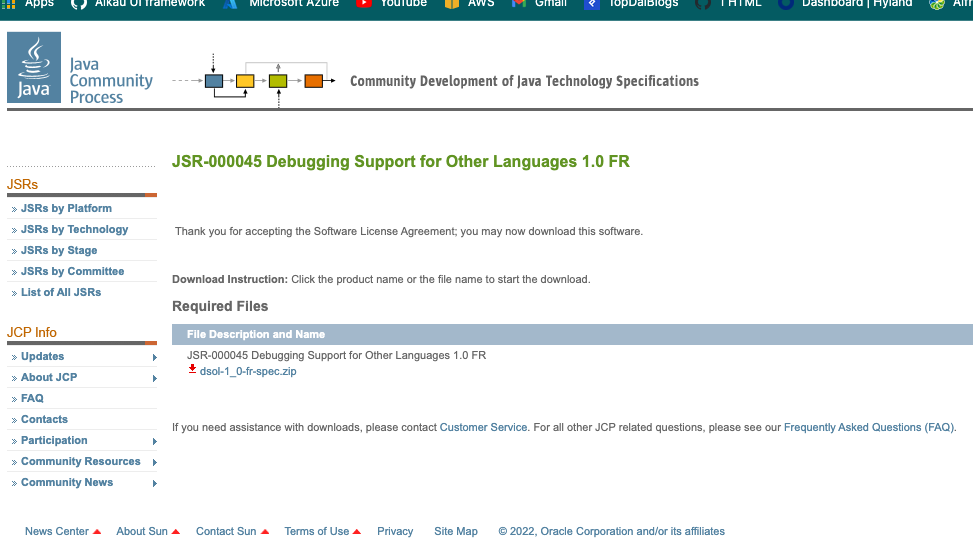 Apps Aikau UI framework Microsoft Azure YouTube AWS Gmail TopDalBlogs Dashboard | Hyland
Java
Java
Community
Process
Community Development of Java Technology Specifications
JSR-000045 Debugging Support for Other Languages 1.0 FR
JSRs
» JSRs by Platform
» JSRs by Technology
» JSRs by Stage
» JSRs by Committee
» List of All JSRs
JCP Info
» Updates
» About JCP
» FAQ
» Contacts
» Participation
» Community Resources
» Community News
Thank you for accepting the Software License Agreement; you may now download this software.
Download Instruction: Click the product name or the file name to start the download.
Required Files
File Description and Name
JSR-000045 Debugging Support for Other Languages 1.0 FR
dsol-1_0-fr-spec.zip
If you need assistance with downloads, please contact Customer Service. For all other JCP related questions, please see our Frequently Asked Questions (FAQ).
News Center About Sun Contact Sun Terms of Use Privacy Site Map © 2022, Oracle Corporation and/or its affiliates